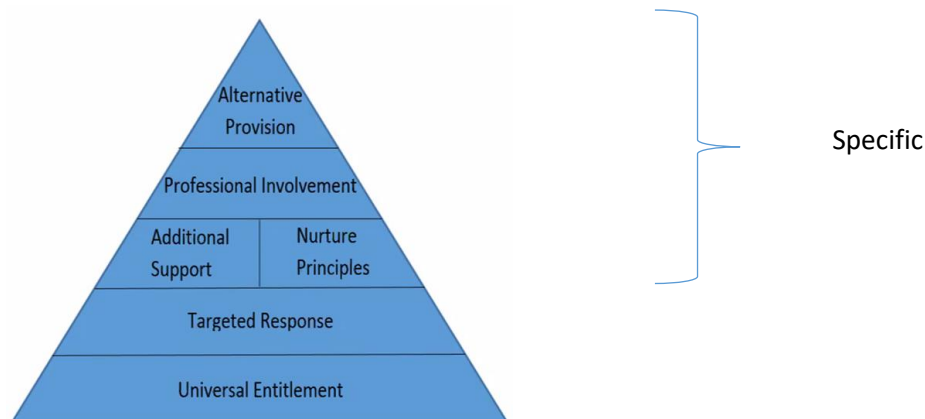 Alternative
Provision
Specific
Professional Involvement
Additional
Support
Nurture
Principles
Targeted Response
Universal Entitlement